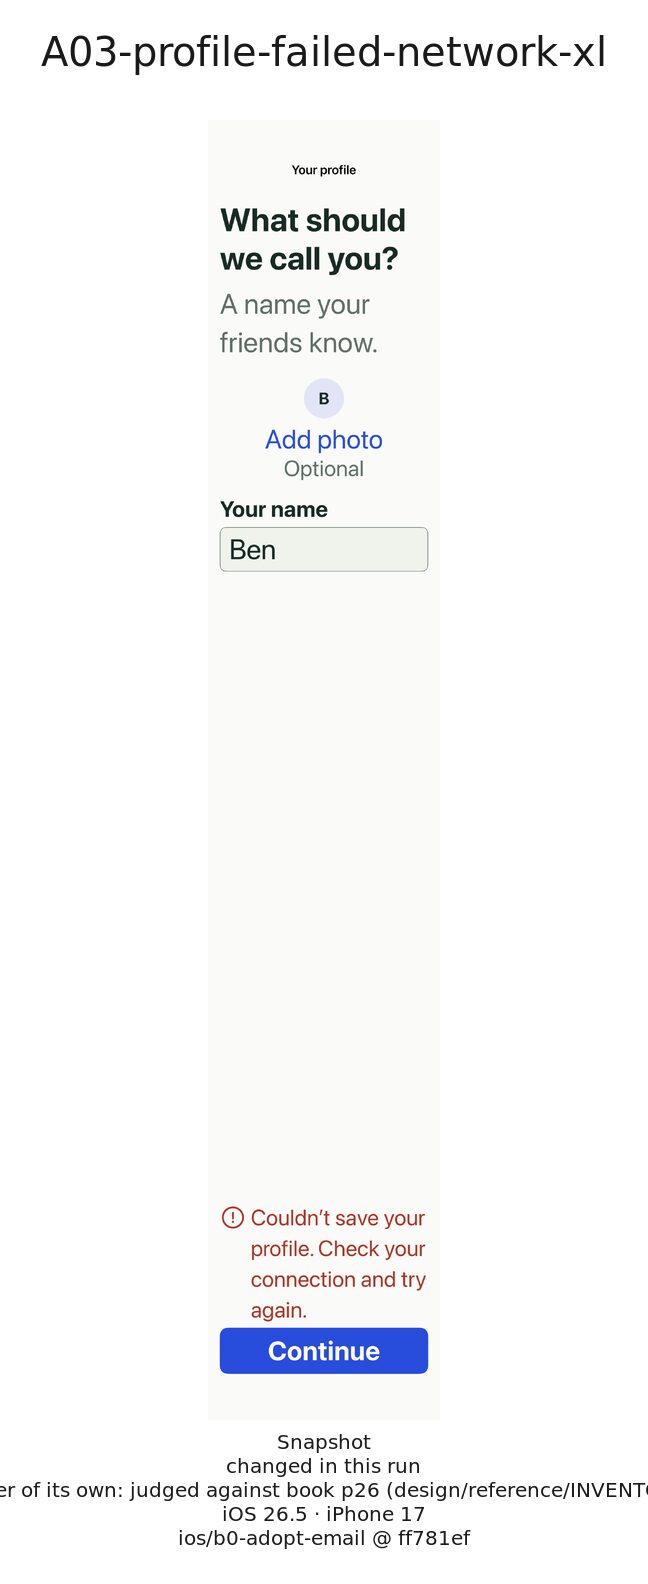 A03-profile-failed-network-xl
Your profile
What should
we call you?
A name your
friends know.
B
Add photo
Optional
Your name
Ben
Couldn’t save your
profile. Check your
connection and try
again.
Continue
Snapshot
changed in this run
er of its own: judged against book p26 (design/reference/INVENTO
iOS 26.5 · iPhone 17
ios/b0-adopt-email @ ff781ef